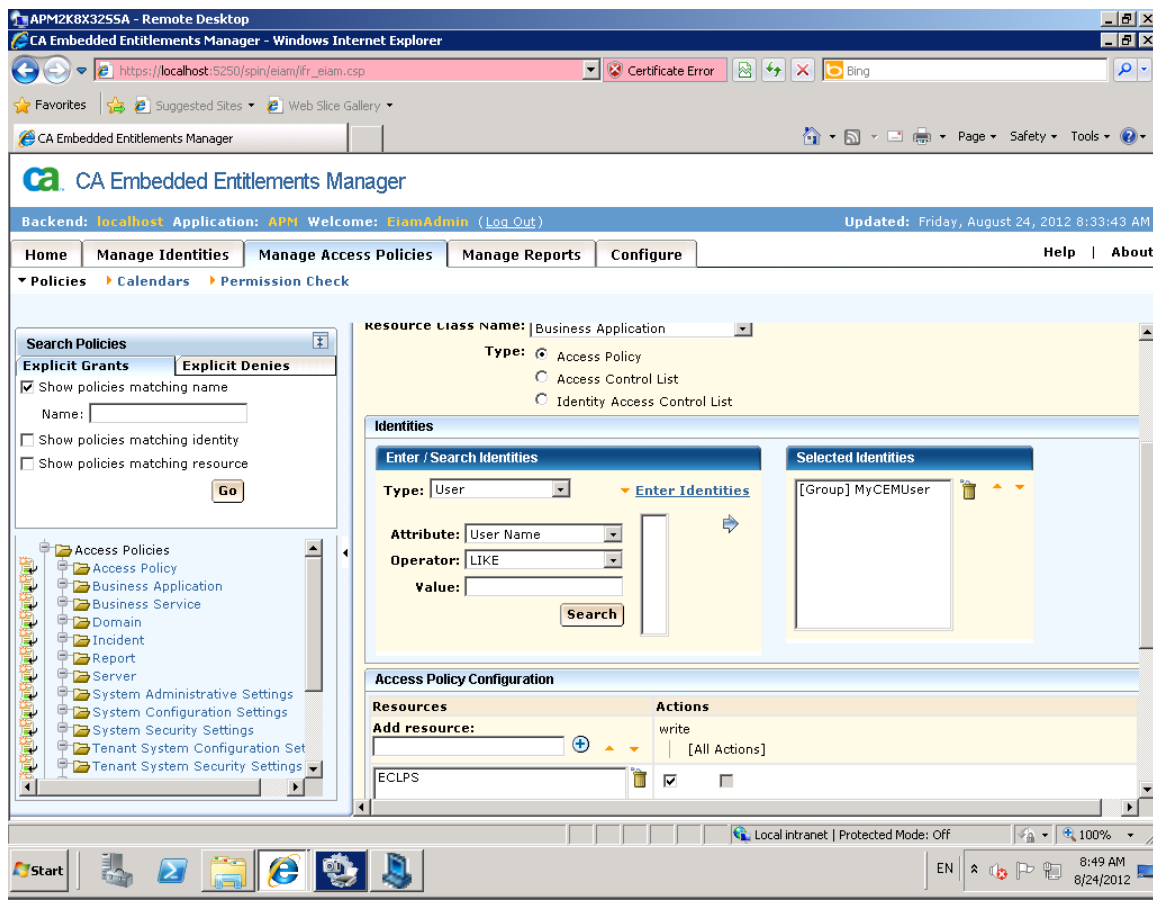 APM2K8X3255A - Remote Desktop
CA Embedded Entitlements Manager - Windows Internet Explorer
https://localhost:5250/spin/eiam/ifr_eiam.csp
Certificate Error
Bing
Favorites
Suggested Sites
Web Slice Gallery
CA Embedded Entitlements Manager
Page
Safety
Tools
ca
CA Embedded Entitlements Manager
Backend: localhost Application: APM Welcome: EiamAdmin (Log Out)
Updated: Friday, August 24, 2012 8:33:43 AM
Home
Manage Identities
Manage Access Policies
Manage Reports
Configure
Help | About
Policies
Calendars
Permission Check
Search Policies
Explicit Grants
Explicit Denies
Show policies matching name
Name:
Show policies matching identity
Show policies matching resource
Go
Access Policies
Access Policy
Business Application
Business Service
Domain
Incident
Report
Server
System Administrative Settings
System Configuration Settings
System Security Settings
Tenant System Configuration Set
Tenant System Security Settings
Resource Class Name: Business Application
Type: Access Policy
Access Control List
Identity Access Control List
Identities
Enter / Search Identities
Type: User
Enter Identities
Attribute: User Name
Operator: LIKE
Value:
Search
Selected Identities
[Group] MyCEMUser
Access Policy Configuration
Resources
Actions
Add resource:
write
[All Actions]
ECLPS
Local intranet | Protected Mode: Off
100%
Start
EN
8:49 AM
8/24/2012